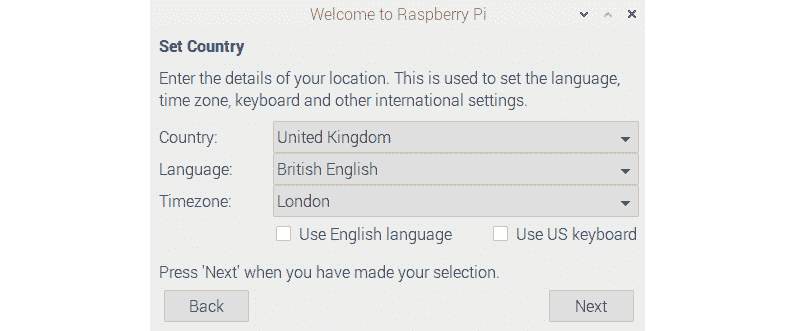 Welcome to Raspberry Pi
Set Country
Enter the details of your location. This is used to set the language,
time zone, keyboard and other international settings.
Country: United Kingdom
Language: British English
Timezone: London
Use English language Use US keyboard
Press 'Next' when you have made your selection.
Back Next